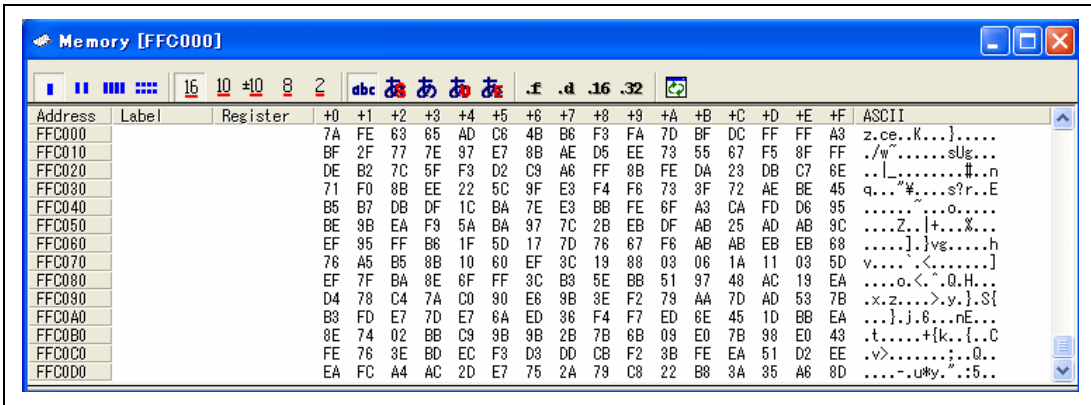 Memory [FFC000]
16 10 ±10 8 2 abc あS あ あO あE .f .d .16 .32
Address Label Register +0 +1 +2 +3 +4 +5 +6 +7 +8 +9 +A +B +C +D +E +F ASCII
FFC000 7A FE 63 65 AD C6 4B B6 F3 FA 7D BF DC FF FF A3 z.ce..K...}.....
FFC010 BF 2F 77 7E 97 E7 8B AE D5 EE 73 55 67 F5 8F FF ./w~......sUg...
FFC020 DE B2 7C 5F F3 D2 C9 A6 FF 8B FE DA 23 DB C7 6E ..|_........#..n
FFC030 71 F0 8B EE 22 5C 9F E3 F4 F6 73 3F 72 AE BE 45 q..."¥....s?r..E
FFC040 B5 B7 DB DF 1C BA 7E E3 BB FE 6F A3 CA FD D6 95 ......~...o.....
FFC050 BE 9B EA F9 5A BA 97 7C 2B EB DF AB 25 AD AB 9C ....Z..|+...%...
FFC060 EF 95 FF B6 1F 5D 17 7D 76 67 F6 AB AB EB EB 68 .....].}vg.....h
FFC070 76 A5 B5 8B 10 60 EF 3C 19 88 03 06 1A 11 03 5D v....`.<.......]
FFC080 EF 7F BA 8E 6F FF 3C B3 5E BB 51 97 48 AC 19 EA ....o.<.^.Q.H...
FFC090 D4 78 C4 7A C0 90 E6 9B 3E F2 79 AA 7D AD 53 7B .x.z....>.y.}.S{
FFC0A0 B3 FD 7D E7 6A ED 36 F4 F7 ED 6E 45 1D BB EA ...}.j.6...nE...
FFC0B0 8E 74 02 BB C9 9B 9B 2B 7B 6B 09 E0 7B 98 E0 43 .t.....+{k..{..C
FFC0C0 FE 76 3E BD EC F3 D3 DD CB F2 3B FE EA 51 D2 EE .v>.......;..Q..
FFC0D0 EA FC A4 AC 2D E7 75 2A 79 C8 22 B8 3A 35 A6 8D ....-.u*y.".:5..